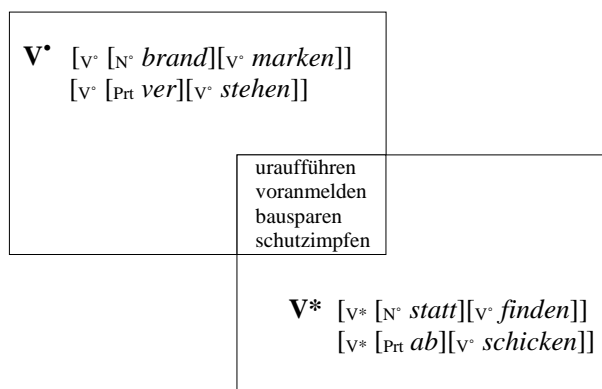 V• [V° [N° brand][V° marken]]
[V° [Prt ver][V° stehen]]
uraufführen
voranmelden
bausparen
schutzimpfen
V* [V* [N° statt][V° finden]]
[V* [Prt ab][V° schicken]]